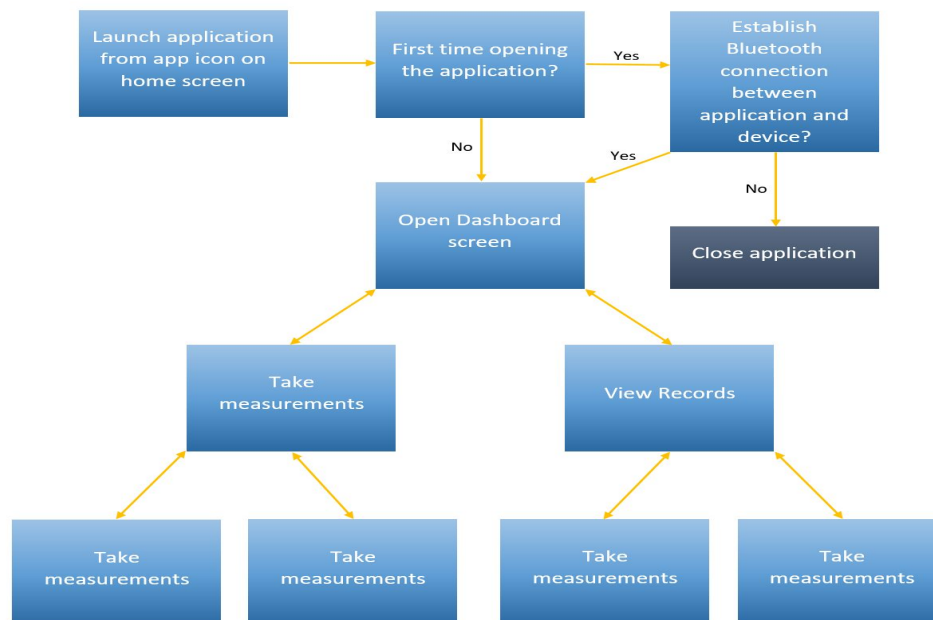 Launch application
from app icon on
home screen
First time opening
the application?
Yes
Establish
Bluetooth
connection
between
application and
device?
No
Yes
No
Open Dashboard
screen
Close application
Take
measurements
View Records
Take
measurements
Take
measurements
Take
measurements
Take
measurements